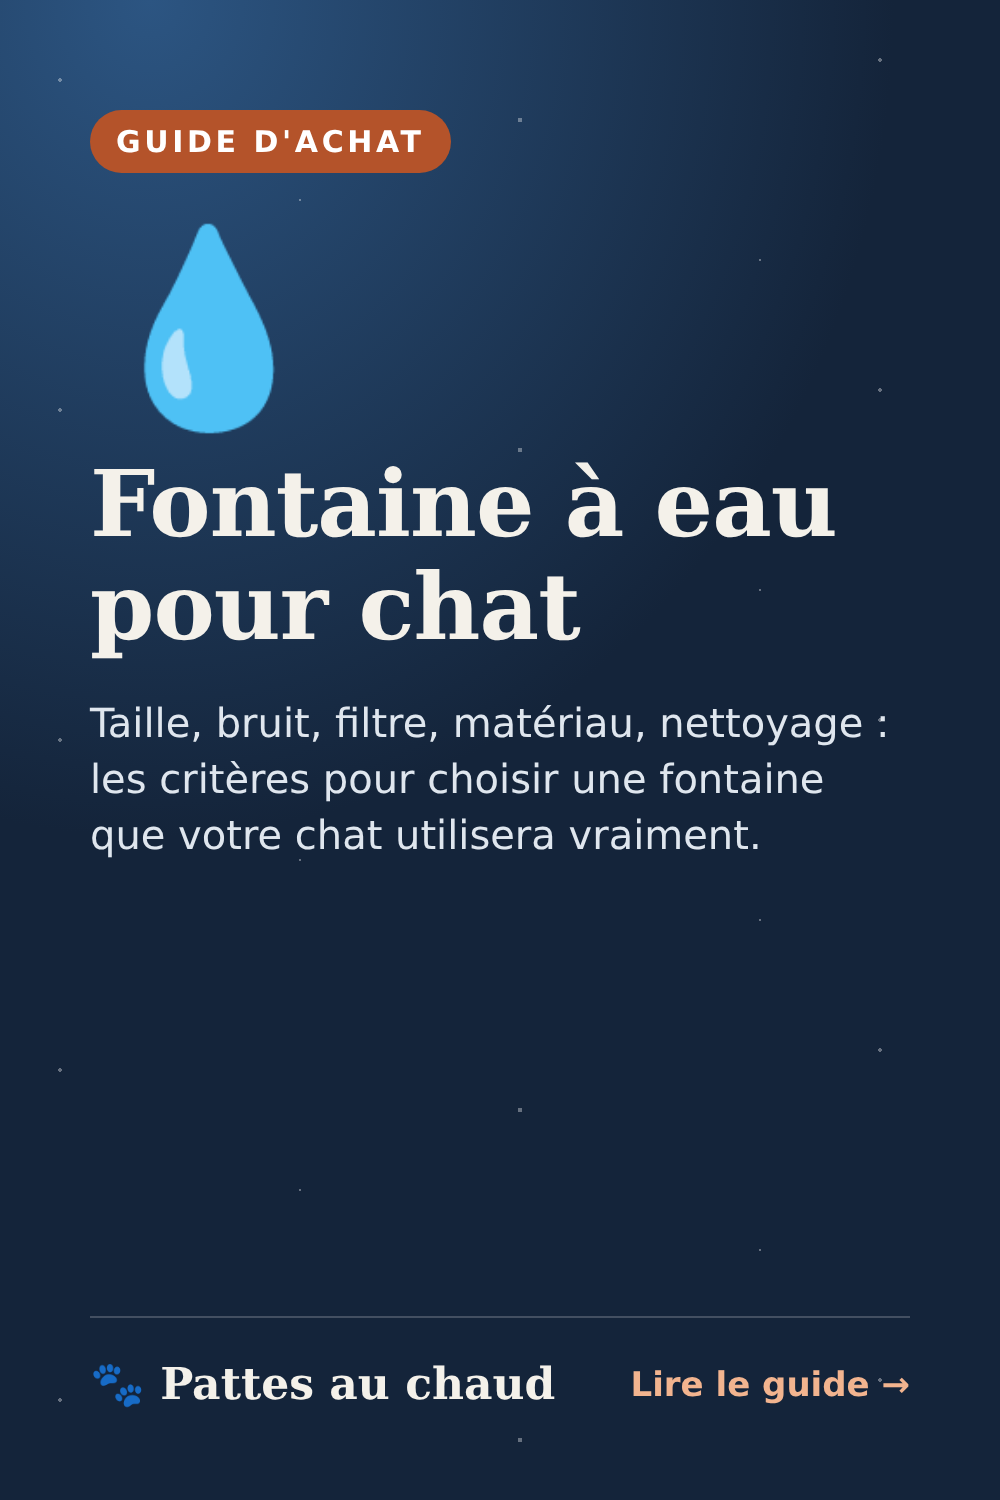 GUIDE D'ACHAT
Fontaine à eau
pour chat
Taille, bruit, filtre, matériau, nettoyage :
les critères pour choisir une fontaine
que votre chat utilisera vraiment.
Pattes au chaud
Lire le guide →